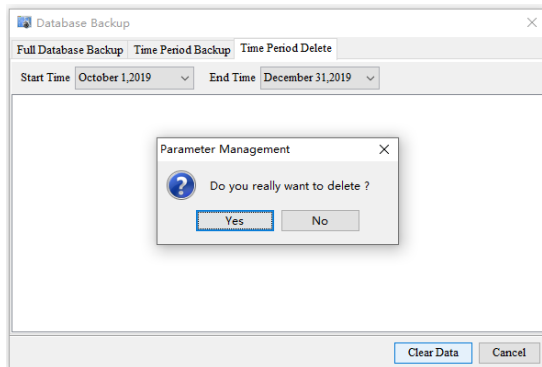 Database Backup
Full Database Backup Time Period Backup Time Period Delete
Start Time October 1,2019 End Time December 31,2019
Parameter Management
Do you really want to delete ?
Yes No
Clear Data Cancel